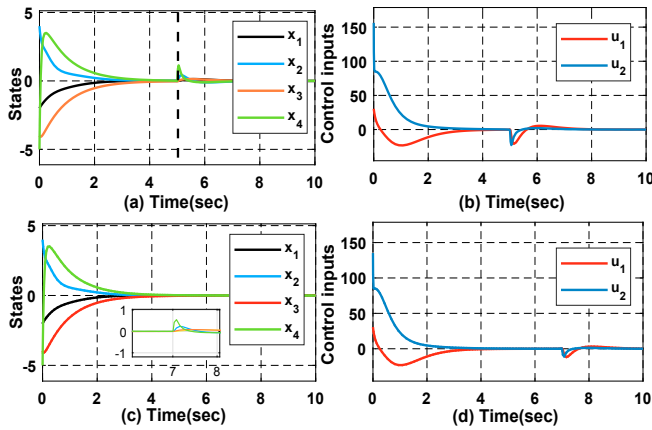 5
0
-5
States
x1
x2
x3
x4
0 2 4 6 8 10
(a) Time(sec)
150
100
50
0
Control inputs
u1
u2
0 2 4 6 8 10
(b) Time(sec)
5
0
-5
States
x1
x2
x3
x4
1
0
-1
7 8
0 2 4 6 8 10
(c) Time(sec)
150
100
50
0
Control inputs
u1
u2
0 2 4 6 8 10
(d) Time(sec)